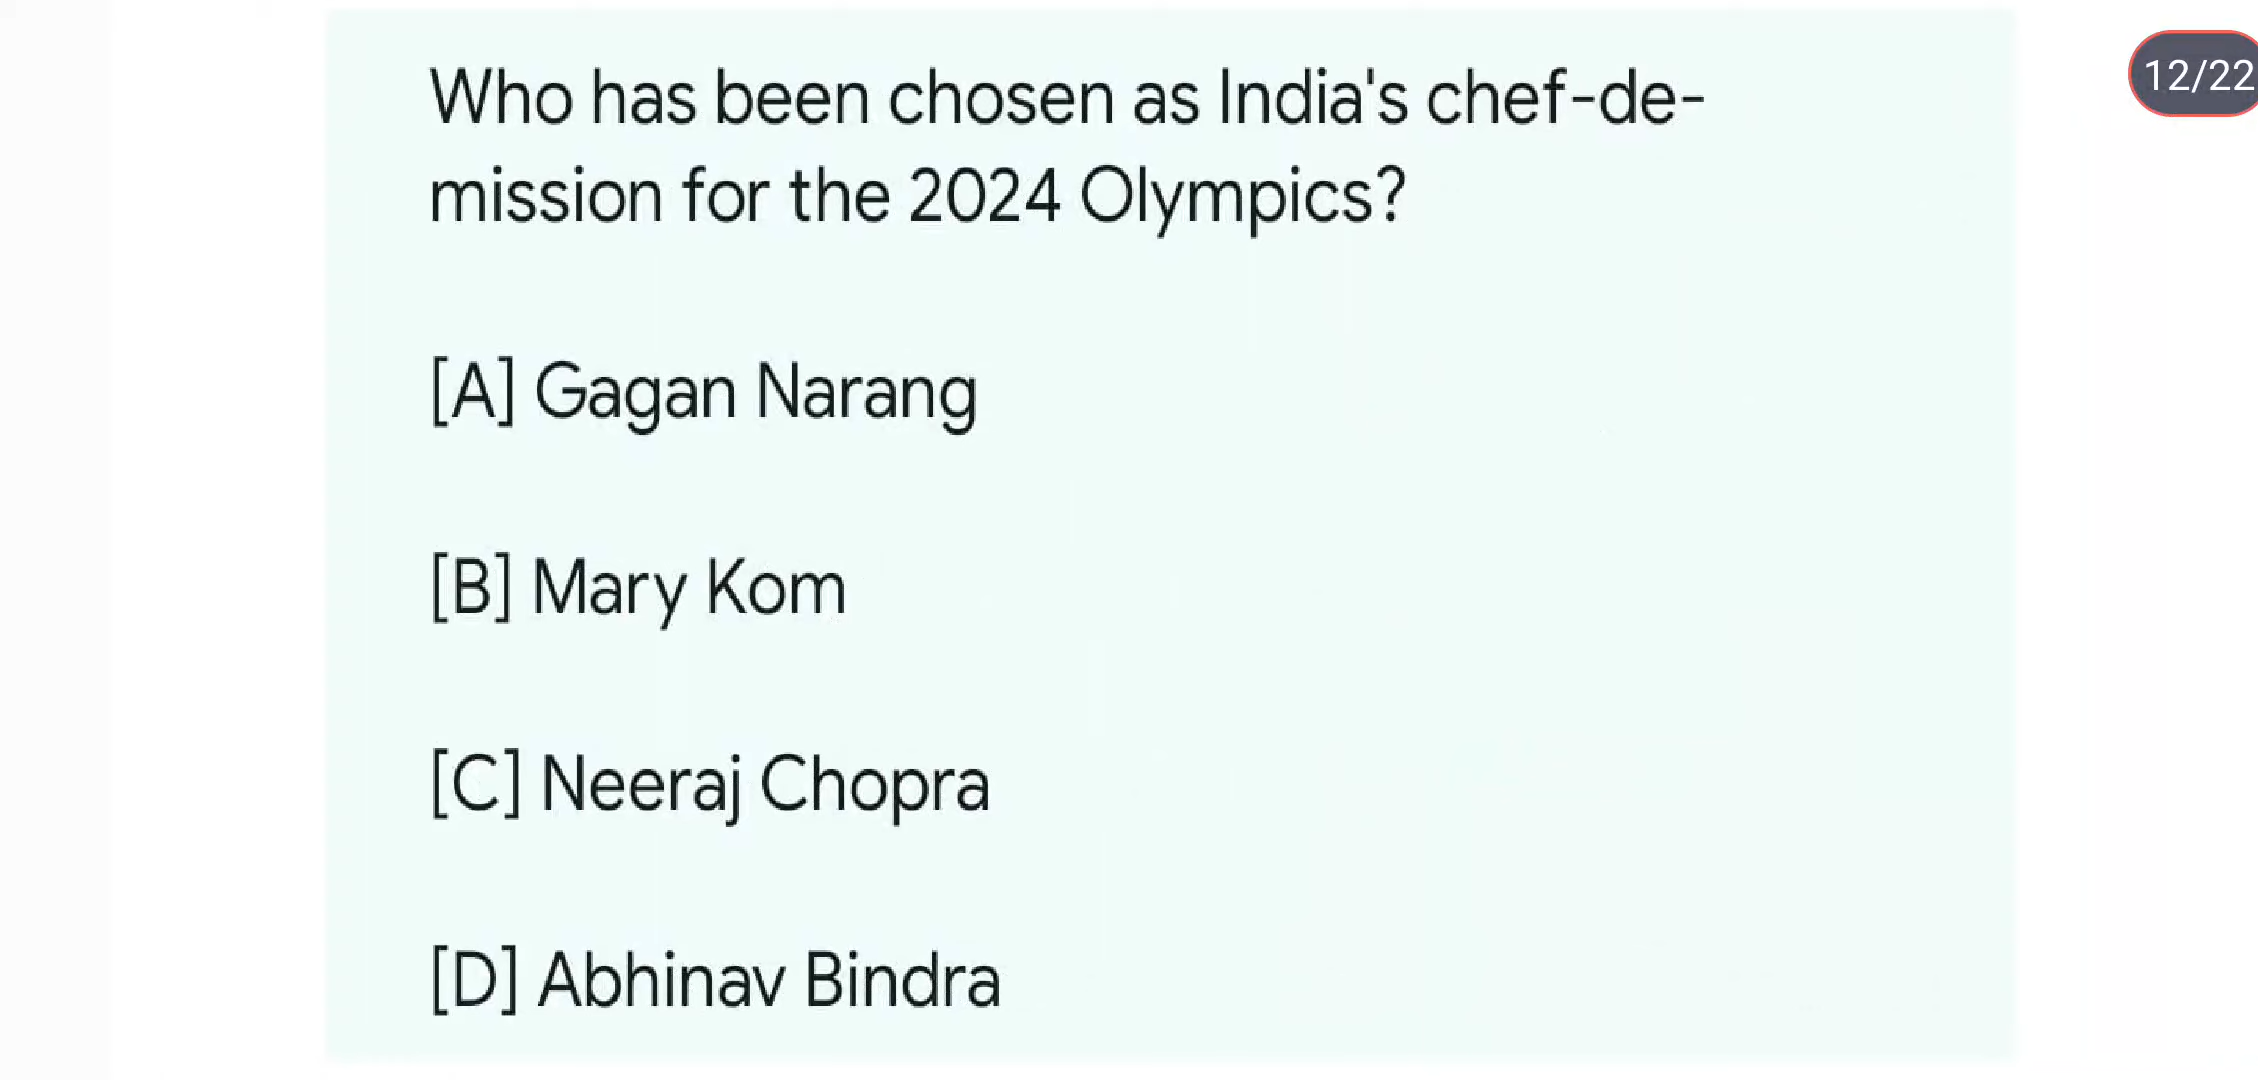 Who has been chosen as India's chef-de-
mission for the 2024 Olympics?
[A] Gagan Narang
[B] Mary Kom
[C] Neeraj Chopra
[D] Abhinav Bindra
12/22